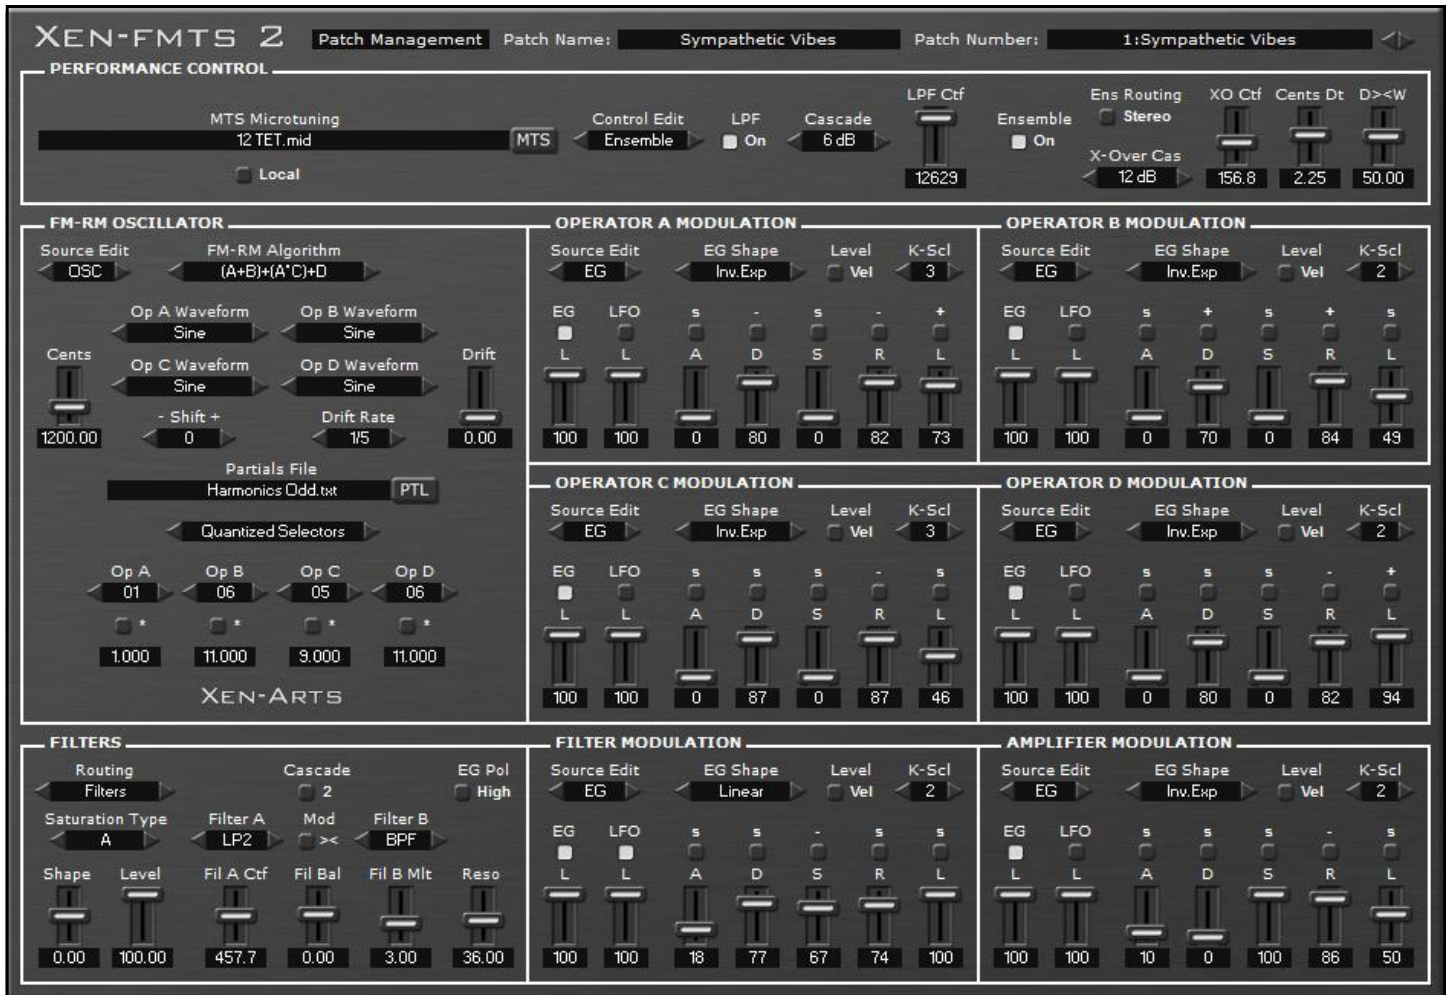 XEN-FMTS 2 Patch Management Patch Name: Sympathetic Vibes Patch Number: 1:Sympathetic Vibes
PERFORMANCE CONTROL
LPF Ctf Ens Routing XO Ctf Cents Dt D><W
MTS Microtuning Control Edit LPF Cascade Ensemble Stereo
12 TET.mid MTS Ensemble On 6 dB On
X-Over Cas
Local 12629 12 dB 156.8 2.25 50.00
FM-RM OSCILLATOR
Source Edit FM-RM Algorithm
OSC (A+B)+(A*C)+D
Op A Waveform Op B Waveform
Sine Sine
Cents Drift
Op C Waveform Op D Waveform
Sine Sine
- Shift + Drift Rate
1200.00 0 1/5 0.00
Partials File
Harmonics Odd.txt PTL
Quantized Selectors
Op A Op B Op C Op D
01 06 05 06
* * * *
1.000 11.000 9.000 11.000
XEN-ARTS
OPERATOR A MODULATION
Source Edit EG Shape Level K-Scl
EG Inv.Exp Vel 3
EG LFO s - s - +
L L A D S R L
100 100 0 80 0 82 73
OPERATOR B MODULATION
Source Edit EG Shape Level K-Scl
EG Inv.Exp Vel 2
EG LFO s + s + s
L L A D S R L
100 100 0 70 0 84 49
OPERATOR C MODULATION
Source Edit EG Shape Level K-Scl
EG Inv.Exp Vel 3
EG LFO s s s - s
L L A D S R L
100 100 0 87 0 87 46
OPERATOR D MODULATION
Source Edit EG Shape Level K-Scl
EG Inv.Exp Vel 2
EG LFO s s s - +
L L A D S R L
100 100 0 80 0 82 94
FILTERS
Routing Cascade EG Pol
Filters 2 High
Saturation Type Filter A Mod Filter B
A LP2 >< BPF
Shape Level Fil A Ctf Fil Bal Fil B Mlt Reso
0.00 100.00 457.7 0.00 3.00 36.00
FILTER MODULATION
Source Edit EG Shape Level K-Scl
EG Linear Vel 2
EG LFO s s - s s
L L A D S R L
100 100 18 77 67 74 100
AMPLIFIER MODULATION
Source Edit EG Shape Level K-Scl
EG Inv.Exp Vel 2
EG LFO s s s - s
L L A D S R L
100 100 10 0 100 86 50